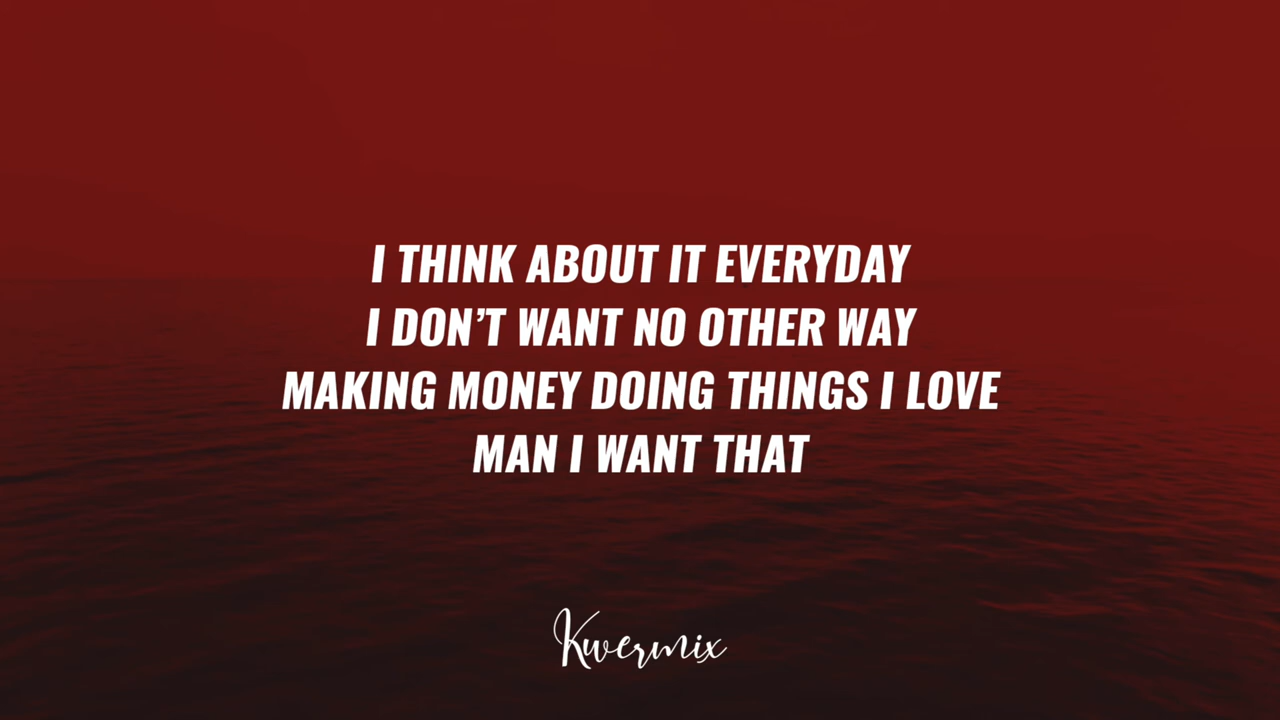 I THINK ABOUT IT EVERYDAY
I DON’T WANT NO OTHER WAY
MAKING MONEY DOING THINGS I LOVE
MAN I WANT THAT
Kwermix